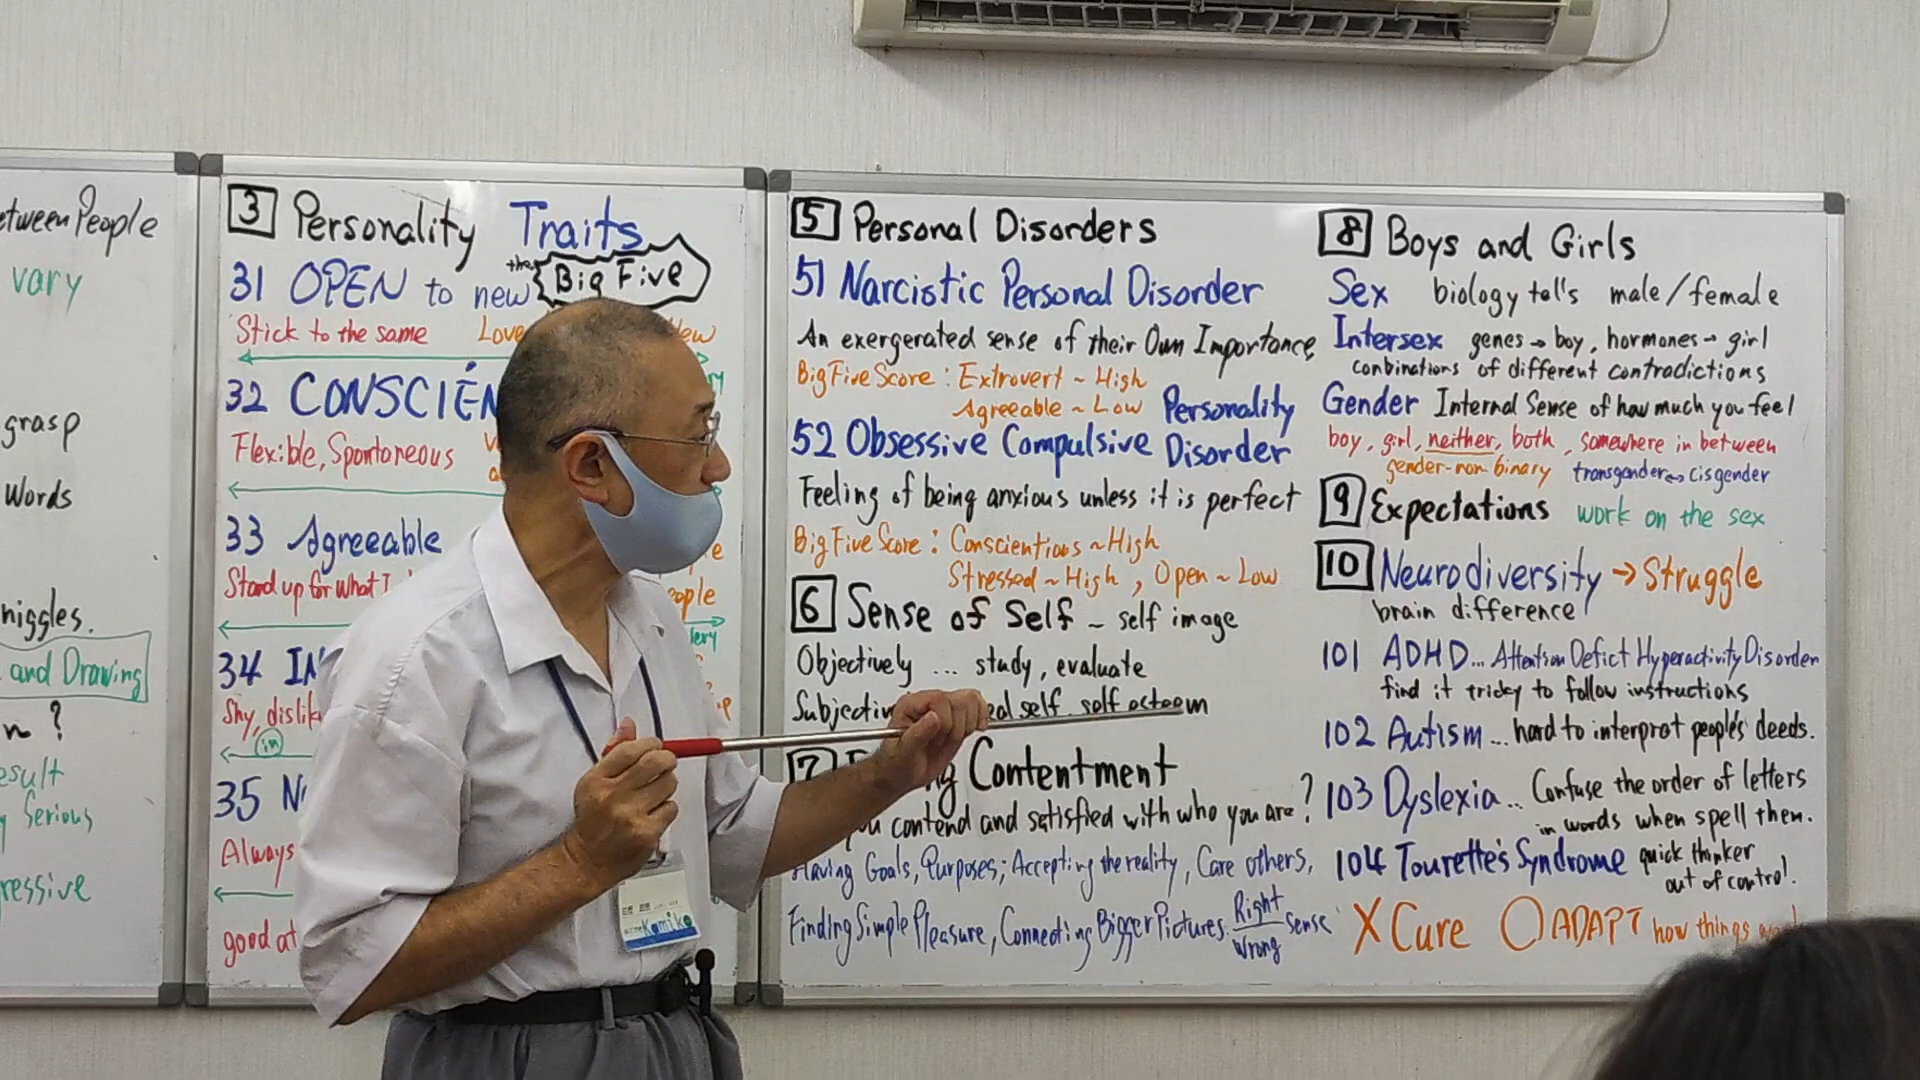 etween People
vary
grasp
Words
niggles.
and Drawing
n ?
esult
Serious
ressive
3 Personality Traits
the Big Five
31 OPEN to new
Stick to the same Love New
32 CONSCIEN
Flexible, Spontoreous
33 Agreeable
Stand up for what I
ople
34 IN
Shy, dislik
in
35 N
Always
good at
5 Personal Disorders
51 Narcistic Personal Disorder
An exergerated sense of their Own Importance
Big Five Score : Extrovert ~ High
Agreeable ~ Low
52 Obsessive Compulsive Personality Disorder
Feeling of being anxious unless it is perfect
Big Five Score : Conscientious ~ High
Stressed ~ High , Open ~ Low
6 Sense of Self ~ self image
Objectively ... study, evaluate
Subjectiv self self esteem
7 Contentment
contend and satisfied with who you are ?
Having Goals, Purposes; Accepting the reality, Care others,
Finding Simple Pleasure, Connecting Bigger Pictures. Right
Wrong Sense
8 Boys and Girls
Sex biology tells male/female
Intersex genes → boy, hormones → girl
conbinations of different contradictions
Gender Internal Sense of how much you feel
boy, girl, neither, both, somewhere in between
gender-non binary transgender ↔ cisgender
9 Expectations work on the sex
10 Neurodiversity → Struggle
brain difference
101 ADHD... Attention Deficit Hyperactivity Disorder
find it tricky to follow instructions
102 Autism ... hard to interpret people's deeds.
103 Dyslexia ... Confuse the order of letters
in words when spell them.
104 Tourette's Syndrome quick thinker
out of control.
X Cure O ADAPT how things
Kamiko